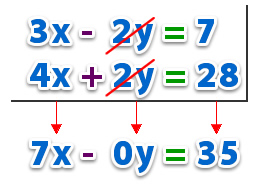 3x - 2y = 7
4x + 2y = 28
7x - 0y = 35